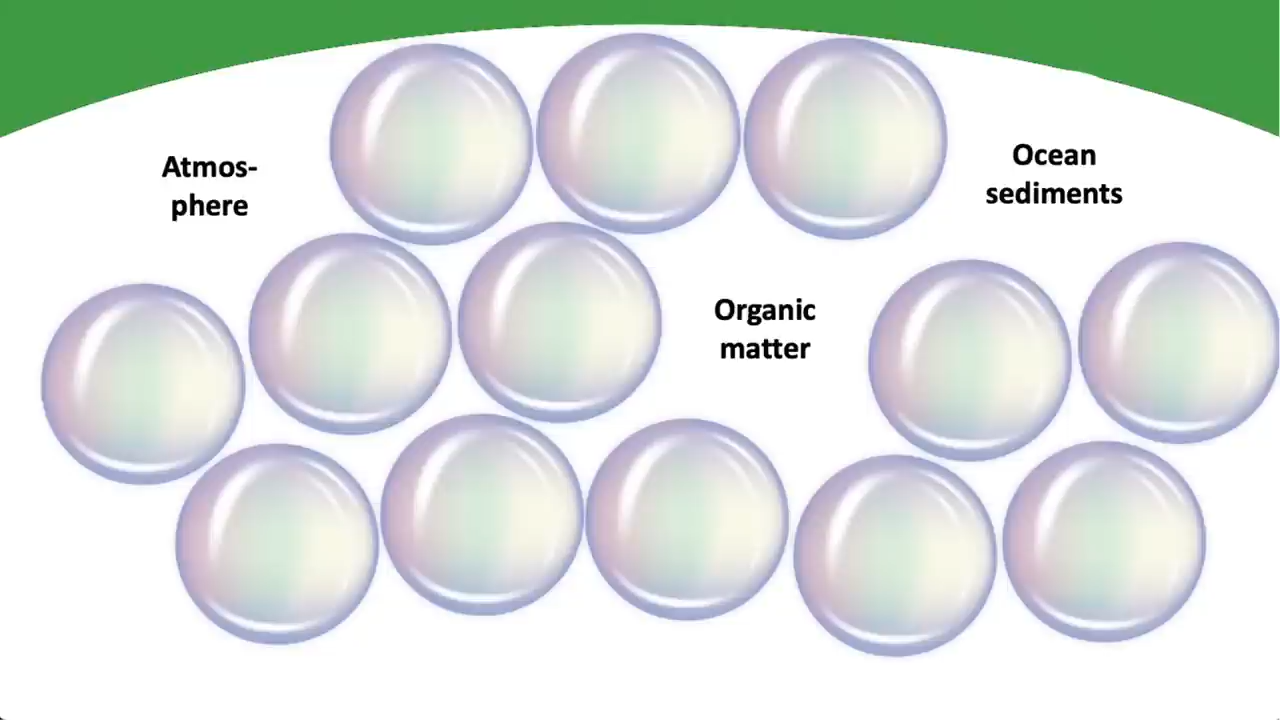 Atmos-
phere
Ocean
sediments
Organic
matter